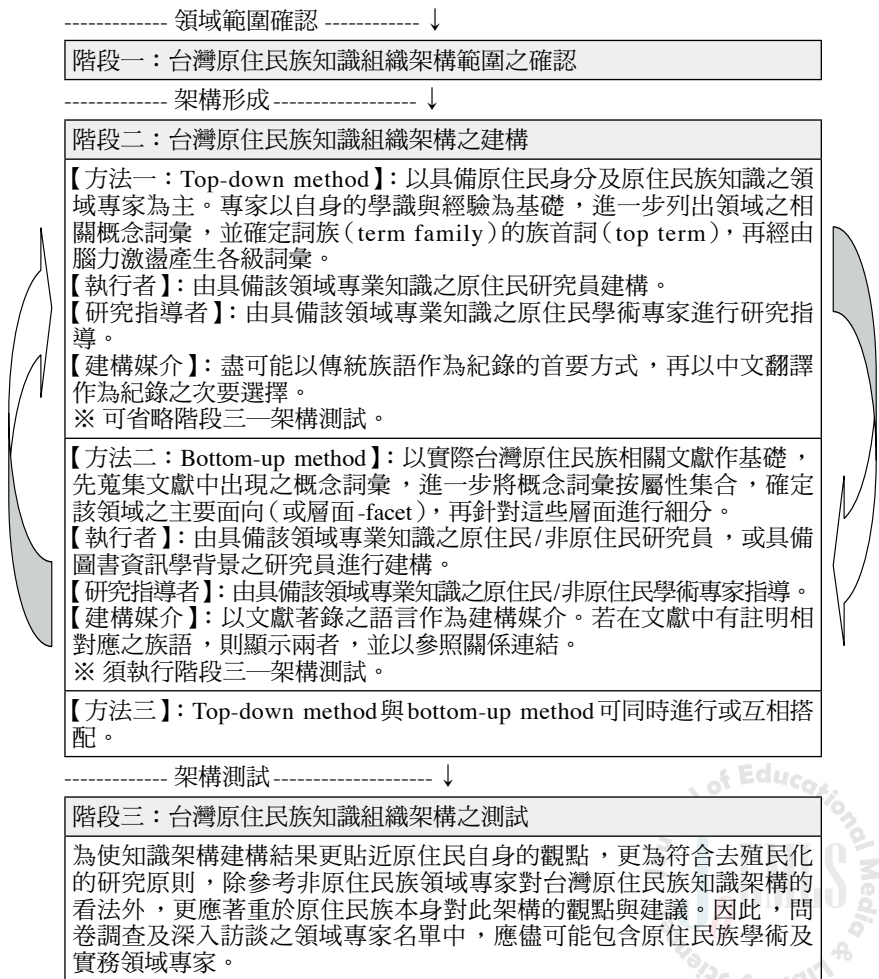 ------------- 領域範圍確認 ------------ ↓
階段一：台灣原住民族知識組織架構範圍之確認
------------- 架構形成------------------ ↓
階段二：台灣原住民族知識組織架構之建構
【方法一：Top-down method】：以具備原住民身分及原住民族知識之領
域專家為主。專家以自身的學識與經驗為基礎，進一步列出領域之相
關概念詞彙，並確定詞族（term family）的族首詞（top term），再經由
腦力激盪產生各級詞彙。
【執行者】：由具備該領域專業知識之原住民研究員建構。
【研究指導者】：由具備該領域專業知識之原住民學術專家進行研究指
導。
【建構媒介】：盡可能以傳統族語作為紀錄的首要方式，再以中文翻譯
作為紀錄之次要選擇。
※ 可省略階段三—架構測試。
【方法二：Bottom-up method】：以實際台灣原住民族相關文獻作基礎，
先蒐集文獻中出現之概念詞彙，進一步將概念詞彙按屬性集合，確定
該領域之主要面向（或層面-facet），再針對這些層面進行細分。
【執行者】：由具備該領域專業知識之原住民/非原住民研究員，或具備
圖書資訊學背景之研究員進行建構。
【研究指導者】：由具備該領域專業知識之原住民/非原住民學術專家指導。
【建構媒介】：以文獻著錄之語言作為建構媒介。若在文獻中有註明相
對應之族語，則顯示兩者，並以參照關係連結。
※ 須執行階段三—架構測試。
【方法三】：Top-down method與bottom-up method可同時進行或互相搭
配。
------------- 架構測試-------------------- ↓
階段三：台灣原住民族知識組織架構之測試
為使知識架構建構結果更貼近原住民自身的觀點，更為符合去殖民化
的研究原則，除參考非原住民族領域專家對台灣原住民族知識架構的
看法外，更應著重於原住民族本身對此架構的觀點與建議。因此，問
卷調查及深入訪談之領域專家名單中，應儘可能包含原住民族學術及
實務領域專家。
of Educational Media &